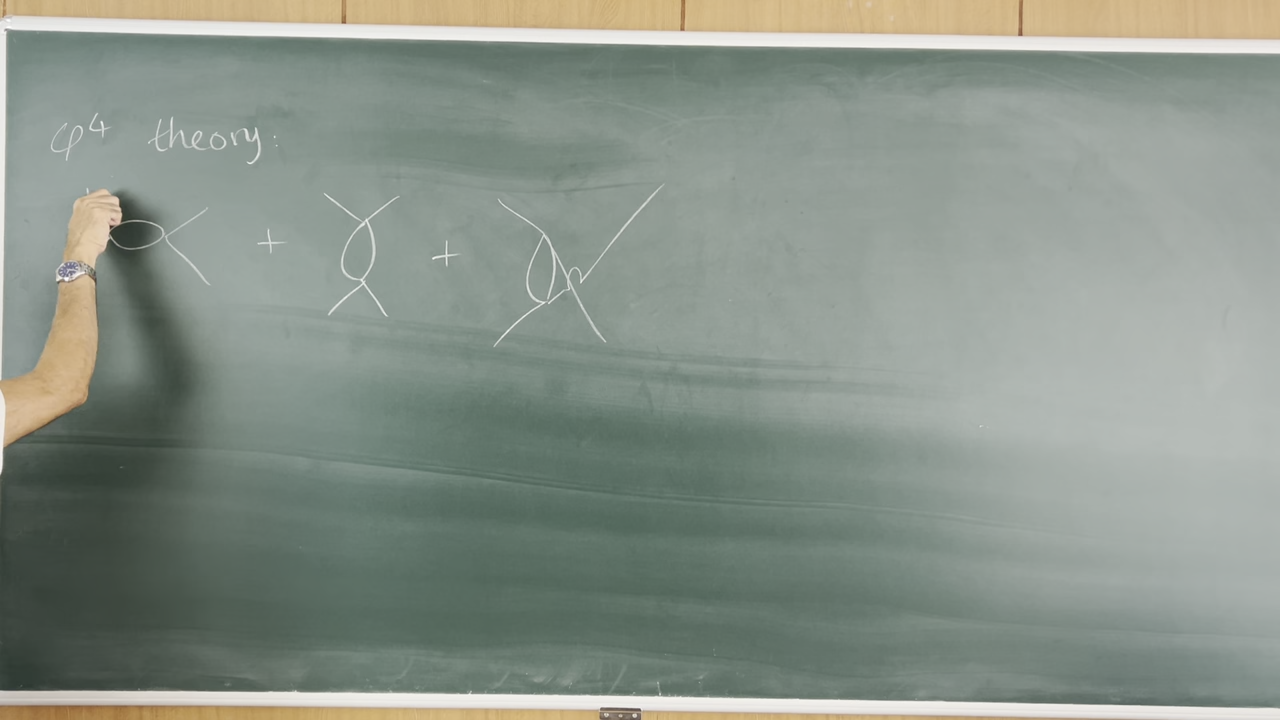 φ⁴ theory:
+ +